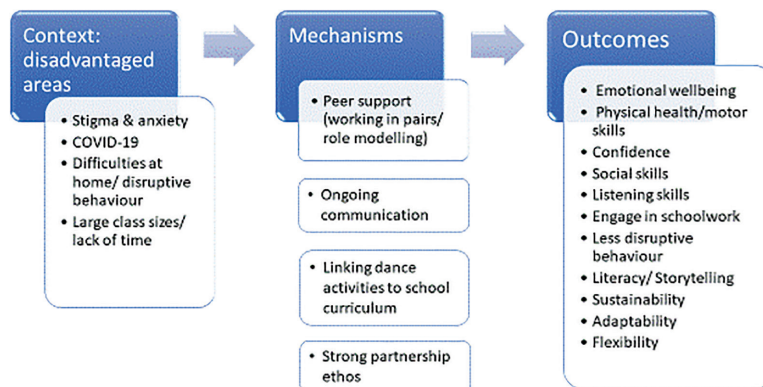 Context:
disadvantaged
areas
• Stigma & anxiety
• COVID-19
• Difficulties at
home/ disruptive
behaviour
• Large class sizes/
lack of time
Mechanisms
• Peer support
(working in pairs/
role modelling)
• Ongoing
communication
• Linking dance
activities to school
curriculum
• Strong partnership
ethos
Outcomes
• Emotional wellbeing
• Physical health/motor
skills
• Confidence
• Social skills
• Listening skills
• Engage in schoolwork
• Less disruptive
behaviour
• Literacy/ Storytelling
• Sustainability
• Adaptability
• Flexibility